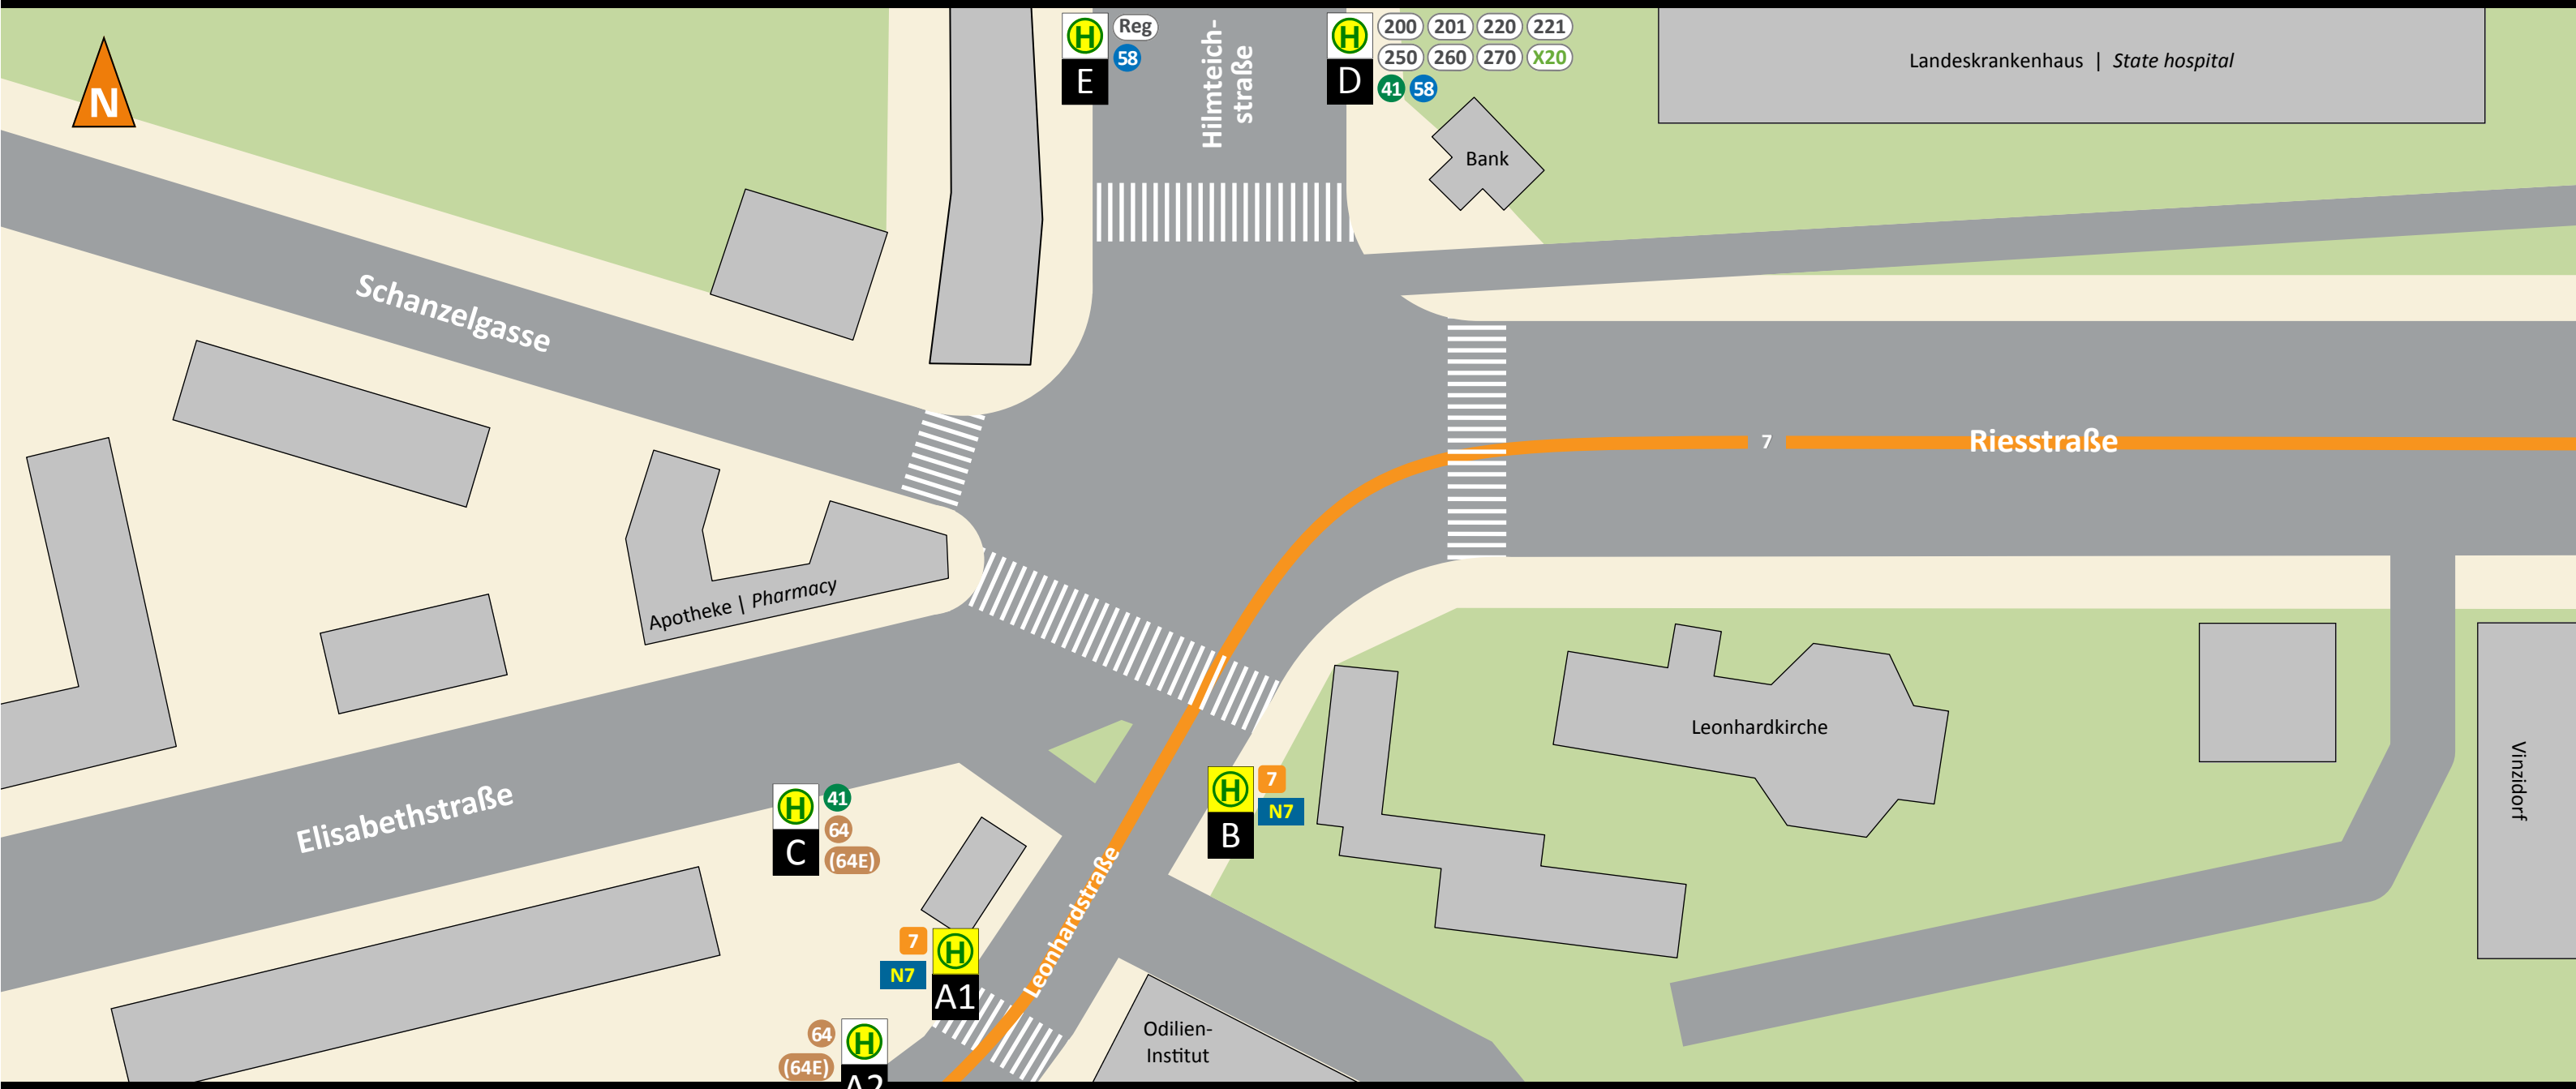 N
H
E
Reg
58
Hilmteich-
straße
H
D
200 201 220 221
250 260 270 X20
41 58
Landeskrankenhaus | State hospital
Bank
Schanzelgasse
7
Riesstraße
Apotheke | Pharmacy
Leonhardkirche
Vinzidorf
Elisabethstraße
H
C
41
64
(64E)
H
B
7
N7
Leonhardstraße
7
N7
H
A1
64
(64E)
H
A2
Odilien-
Institut